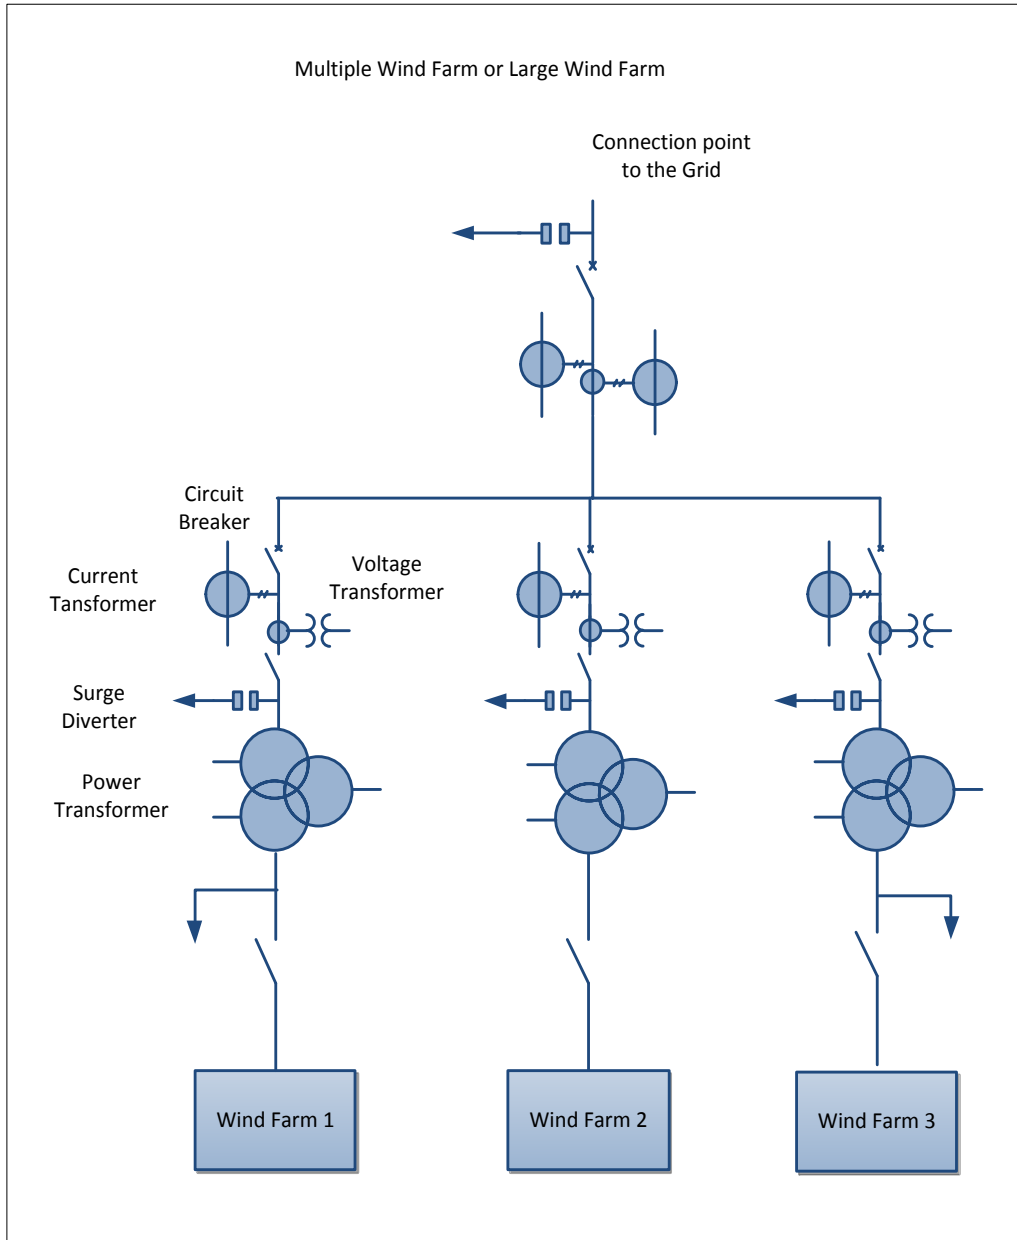 Multiple Wind Farm or Large Wind Farm
Connection point
to the Grid
Circuit
Breaker
Current
Tansformer
Voltage
Transformer
Surge
Diverter
Power
Transformer
Wind Farm 1
Wind Farm 2
Wind Farm 3